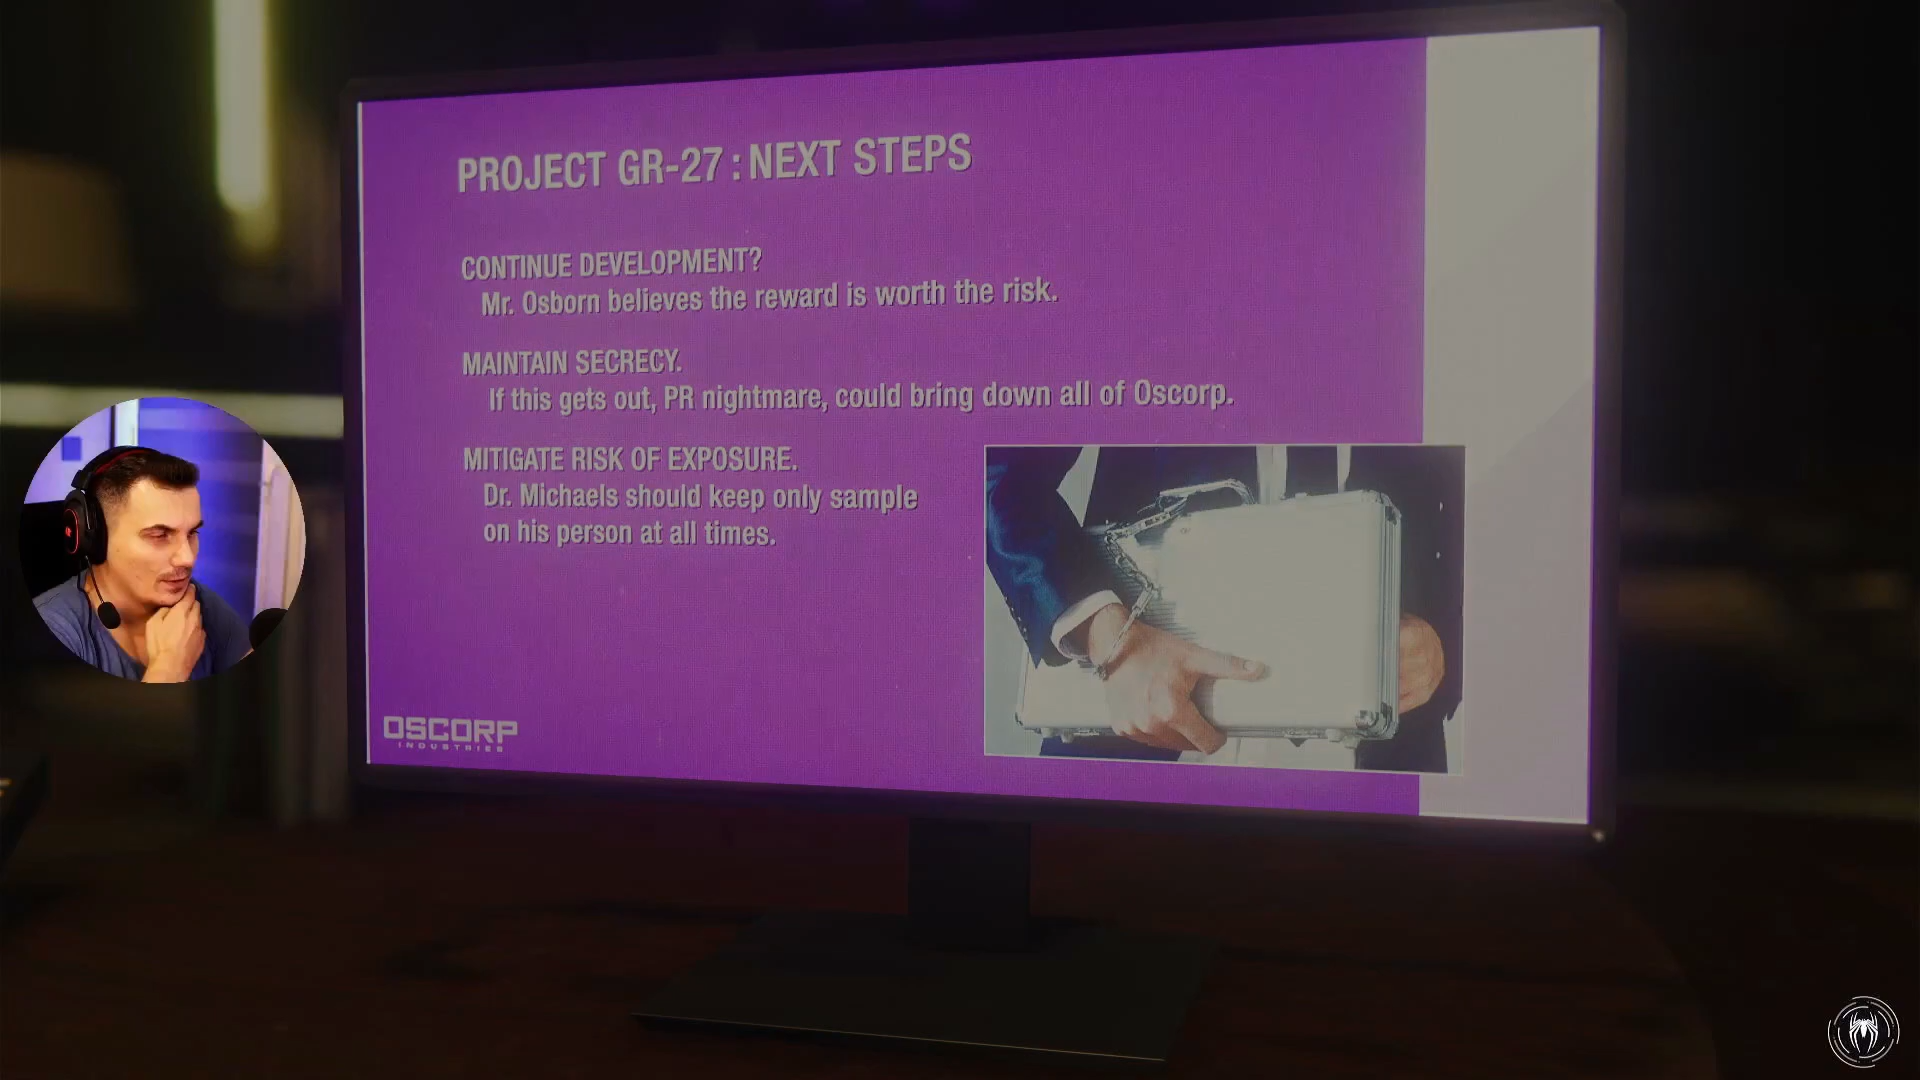 PROJECT GR-27 : NEXT STEPS
CONTINUE DEVELOPMENT?
Mr. Osborn believes the reward is worth the risk.
MAINTAIN SECRECY.
If this gets out, PR nightmare, could bring down all of Oscorp.
MITIGATE RISK OF EXPOSURE.
Dr. Michaels should keep only sample
on his person at all times.
OSCORP
INDUSTRIES